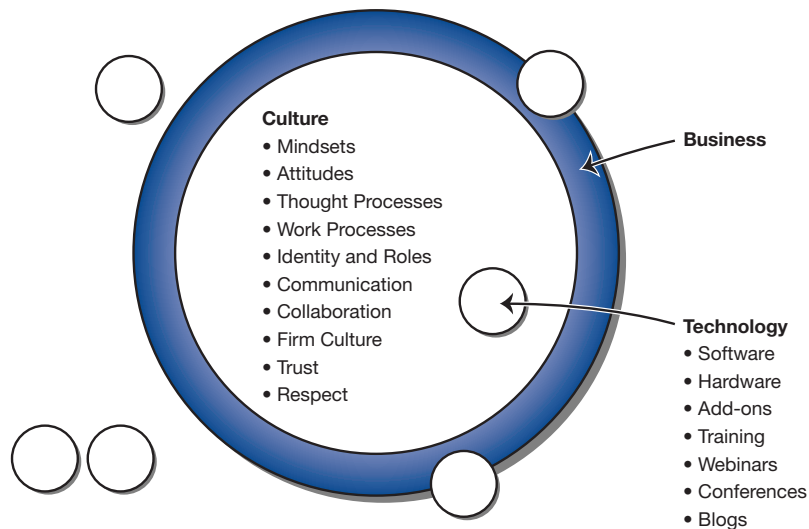 Culture
• Mindsets
• Attitudes
• Thought Processes
• Work Processes
• Identity and Roles
• Communication
• Collaboration
• Firm Culture
• Trust
• Respect
Business
Technology
• Software
• Hardware
• Add-ons
• Training
• Webinars
• Conferences
• Blogs